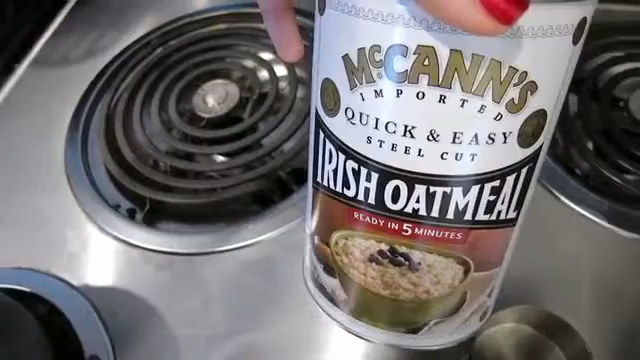 McCANN'S
IMPORTED
QUICK & EASY
STEEL CUT
IRISH OATMEAL
READY IN 5 MINUTES